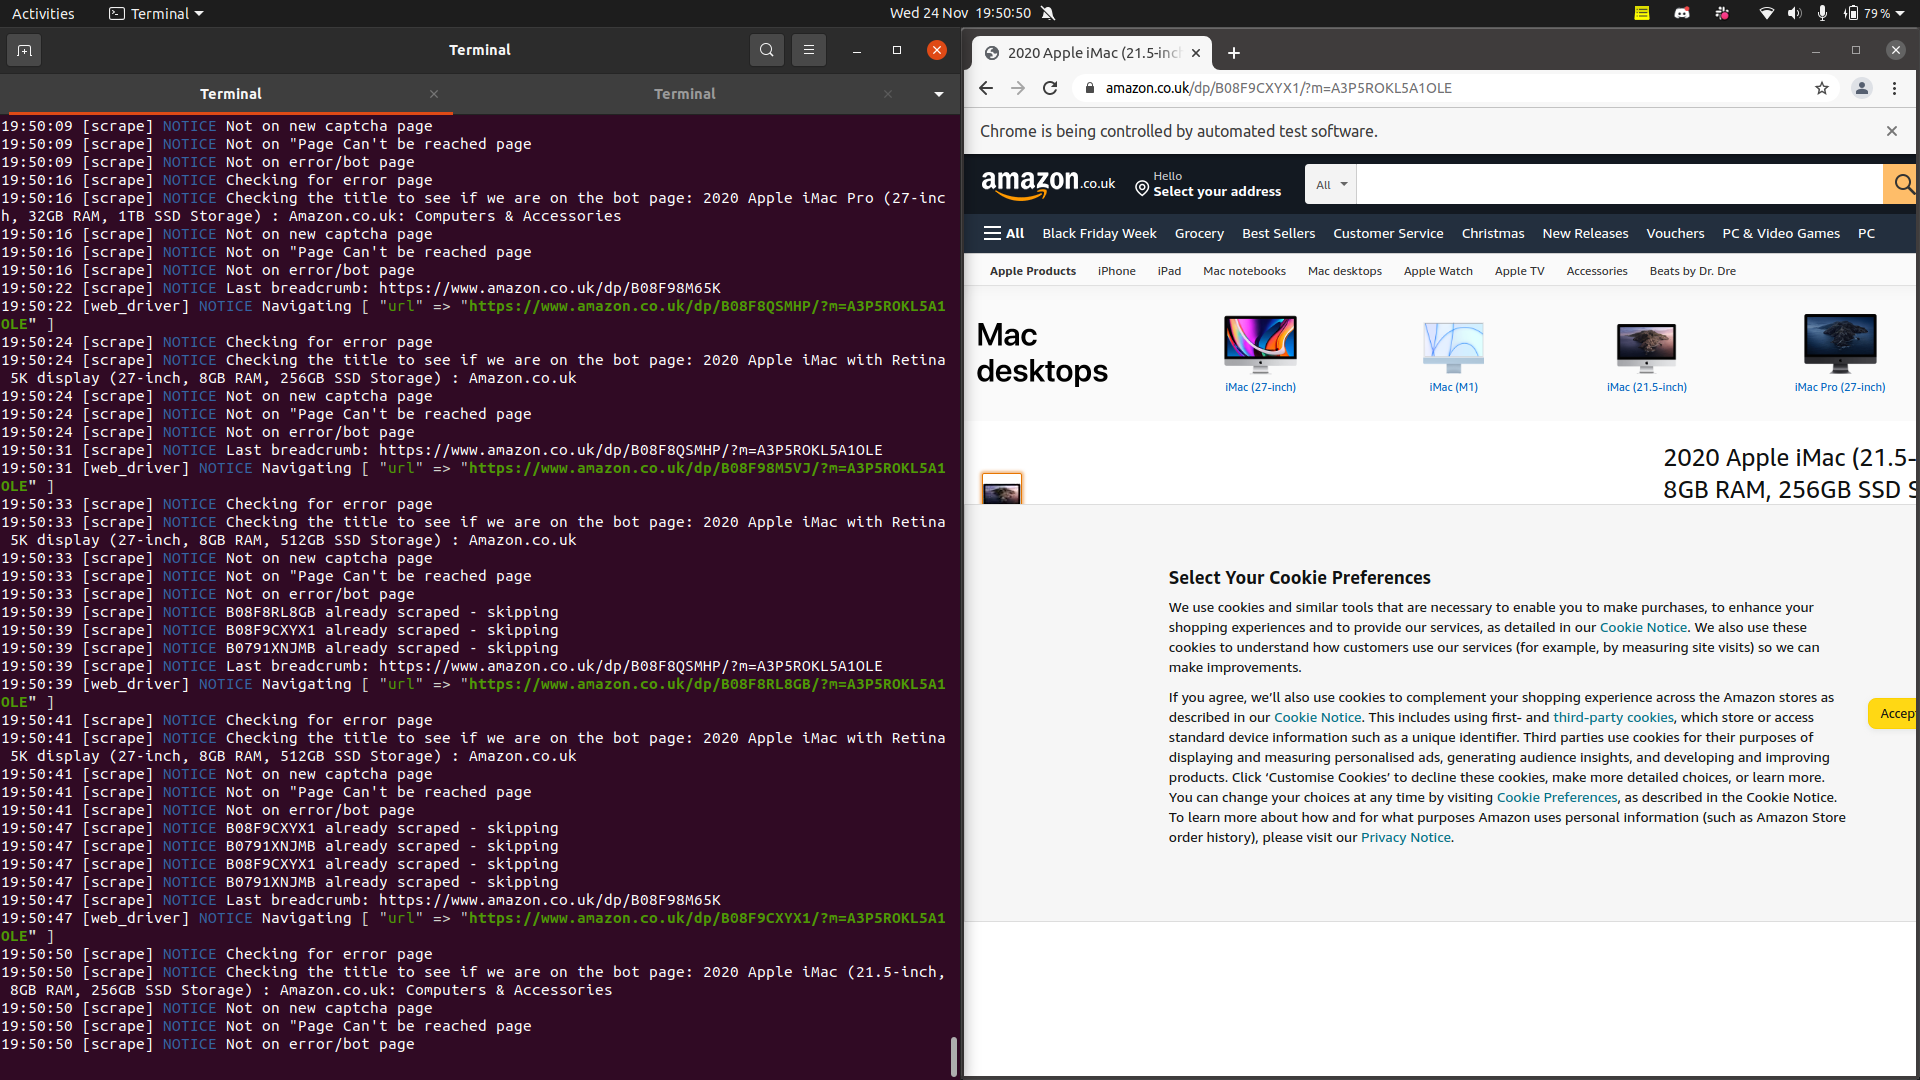 Activities
Terminal
Wed 24 Nov 19:50:50
79 %
Terminal
Terminal
Terminal
19:50:09 [scrape] NOTICE Not on new captcha page
19:50:09 [scrape] NOTICE Not on "Page Can't be reached page
19:50:09 [scrape] NOTICE Not on error/bot page
19:50:16 [scrape] NOTICE Checking for error page
19:50:16 [scrape] NOTICE Checking the title to see if we are on the bot page: 2020 Apple iMac Pro (27-inc
h, 32GB RAM, 1TB SSD Storage) : Amazon.co.uk: Computers & Accessories
19:50:16 [scrape] NOTICE Not on new captcha page
19:50:16 [scrape] NOTICE Not on "Page Can't be reached page
19:50:16 [scrape] NOTICE Not on error/bot page
19:50:22 [scrape] NOTICE Last breadcrumb: https://www.amazon.co.uk/dp/B08F98M65K
19:50:22 [web_driver] NOTICE Navigating [ "url" => "https://www.amazon.co.uk/dp/B08F8QSMHP/?m=A3P5ROKL5A1
OLE" ]
19:50:24 [scrape] NOTICE Checking for error page
19:50:24 [scrape] NOTICE Checking the title to see if we are on the bot page: 2020 Apple iMac with Retina
5K display (27-inch, 8GB RAM, 256GB SSD Storage) : Amazon.co.uk
19:50:24 [scrape] NOTICE Not on new captcha page
19:50:24 [scrape] NOTICE Not on "Page Can't be reached page
19:50:24 [scrape] NOTICE Not on error/bot page
19:50:31 [scrape] NOTICE Last breadcrumb: https://www.amazon.co.uk/dp/B08F8QSMHP/?m=A3P5ROKL5A1OLE
19:50:31 [web_driver] NOTICE Navigating [ "url" => "https://www.amazon.co.uk/dp/B08F98M5VJ/?m=A3P5ROKL5A1
OLE" ]
19:50:33 [scrape] NOTICE Checking for error page
19:50:33 [scrape] NOTICE Checking the title to see if we are on the bot page: 2020 Apple iMac with Retina
5K display (27-inch, 8GB RAM, 512GB SSD Storage) : Amazon.co.uk
19:50:33 [scrape] NOTICE Not on new captcha page
19:50:33 [scrape] NOTICE Not on "Page Can't be reached page
19:50:33 [scrape] NOTICE Not on error/bot page
19:50:39 [scrape] NOTICE B08F8RL8GB already scraped - skipping
19:50:39 [scrape] NOTICE B08F9CXYX1 already scraped - skipping
19:50:39 [scrape] NOTICE B0791XNJMB already scraped - skipping
19:50:39 [scrape] NOTICE Last breadcrumb: https://www.amazon.co.uk/dp/B08F8QSMHP/?m=A3P5ROKL5A1OLE
19:50:39 [web_driver] NOTICE Navigating [ "url" => "https://www.amazon.co.uk/dp/B08F8RL8GB/?m=A3P5ROKL5A1
OLE" ]
19:50:41 [scrape] NOTICE Checking for error page
19:50:41 [scrape] NOTICE Checking the title to see if we are on the bot page: 2020 Apple iMac with Retina
5K display (27-inch, 8GB RAM, 512GB SSD Storage) : Amazon.co.uk
19:50:41 [scrape] NOTICE Not on new captcha page
19:50:41 [scrape] NOTICE Not on "Page Can't be reached page
19:50:41 [scrape] NOTICE Not on error/bot page
19:50:47 [scrape] NOTICE B08F9CXYX1 already scraped - skipping
19:50:47 [scrape] NOTICE B0791XNJMB already scraped - skipping
19:50:47 [scrape] NOTICE B08F9CXYX1 already scraped - skipping
19:50:47 [scrape] NOTICE B0791XNJMB already scraped - skipping
19:50:47 [scrape] NOTICE Last breadcrumb: https://www.amazon.co.uk/dp/B08F98M65K
19:50:47 [web_driver] NOTICE Navigating [ "url" => "https://www.amazon.co.uk/dp/B08F9CXYX1/?m=A3P5ROKL5A1
OLE" ]
19:50:50 [scrape] NOTICE Checking for error page
19:50:50 [scrape] NOTICE Checking the title to see if we are on the bot page: 2020 Apple iMac (21.5-inch,
8GB RAM, 256GB SSD Storage) : Amazon.co.uk: Computers & Accessories
19:50:50 [scrape] NOTICE Not on new captcha page
19:50:50 [scrape] NOTICE Not on "Page Can't be reached page
19:50:50 [scrape] NOTICE Not on error/bot page
2020 Apple iMac (21.5-inc
amazon.co.uk/dp/B08F9CXYX1/?m=A3P5ROKL5A1OLE
Chrome is being controlled by automated test software.
amazon.co.uk
Hello
Select your address
All
All Black Friday Week Grocery Best Sellers Customer Service Christmas New Releases Vouchers PC & Video Games PC
Apple Products iPhone iPad Mac notebooks Mac desktops Apple Watch Apple TV Accessories Beats by Dr. Dre
Mac
desktops
iMac (27-inch) iMac (M1) iMac (21.5-inch) iMac Pro (27-inch)
2020 Apple iMac (21.5-
8GB RAM, 256GB SSD S
Select Your Cookie Preferences
We use cookies and similar tools that are necessary to enable you to make purchases, to enhance your
shopping experiences and to provide our services, as detailed in our Cookie Notice. We also use these
cookies to understand how customers use our services (for example, by measuring site visits) so we can
make improvements.
If you agree, we’ll also use cookies to complement your shopping experience across the Amazon stores as
described in our Cookie Notice. This includes using first- and third-party cookies, which store or access
standard device information such as a unique identifier. Third parties use cookies for their purposes of
displaying and measuring personalised ads, generating audience insights, and developing and improving
products. Click ‘Customise Cookies’ to decline these cookies, make more detailed choices, or learn more.
You can change your choices at any time by visiting Cookie Preferences, as described in the Cookie Notice.
To learn more about how and for what purposes Amazon uses personal information (such as Amazon Store
order history), please visit our Privacy Notice.
Accep